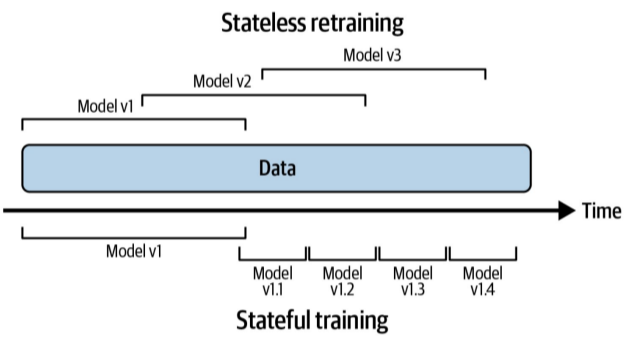 Stateless retraining
Model v3
Model v2
Model v1
Data
Time
Model v1
Model
v1.1
Model
v1.2
Model
v1.3
Model
v1.4
Stateful training